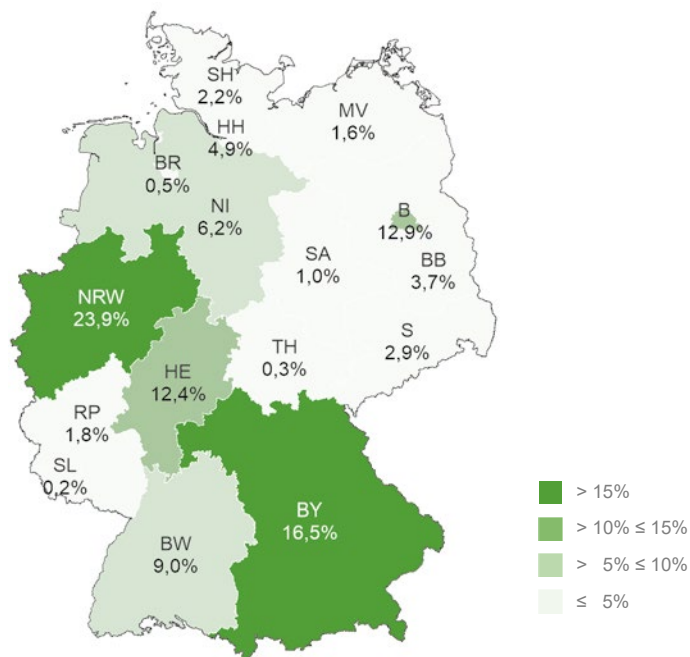 SH
2,2%
MV
1,6%
HH
4,9%
BR
0,5%
NI
6,2%
B
12,9%
SA
1,0%
BB
3,7%
NRW
23,9%
S
2,9%
TH
0,3%
HE
12,4%
RP
1,8%
SL
0,2%
BY
16,5%
BW
9,0%
> 15%
> 10% ≤ 15%
> 5% ≤ 10%
≤ 5%